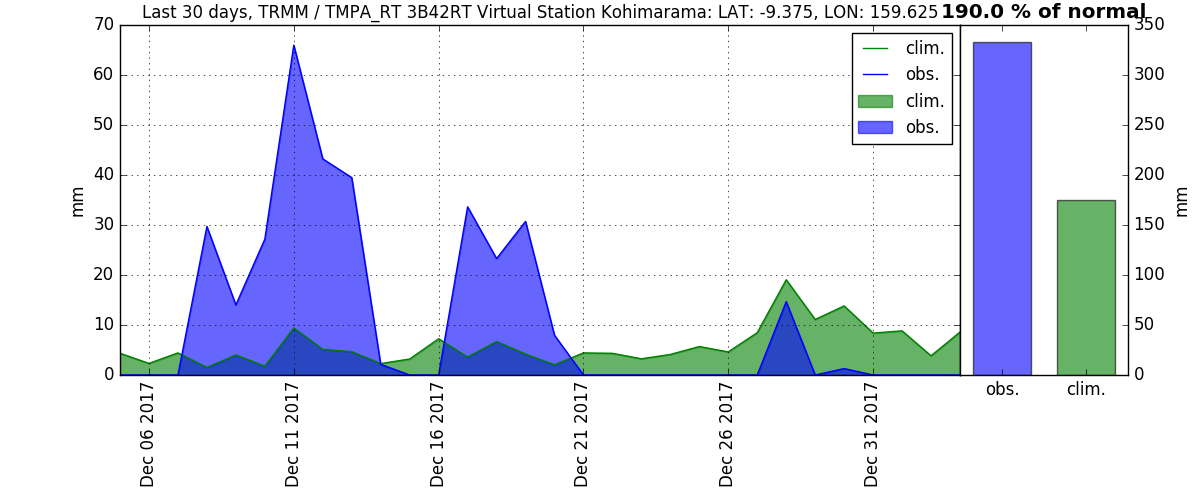 Last 30 days, TRMM / TMPA_RT 3B42RT Virtual Station Kohimarama: LAT: -9.375, LON: 159.625
190.0 % of normal
70
60
50
40
30
20
10
0
mm
clim.
obs.
clim.
obs.
350
300
250
200
150
100
50
0
mm
obs.
clim.
Dec 06 2017
Dec 11 2017
Dec 16 2017
Dec 21 2017
Dec 26 2017
Dec 31 2017